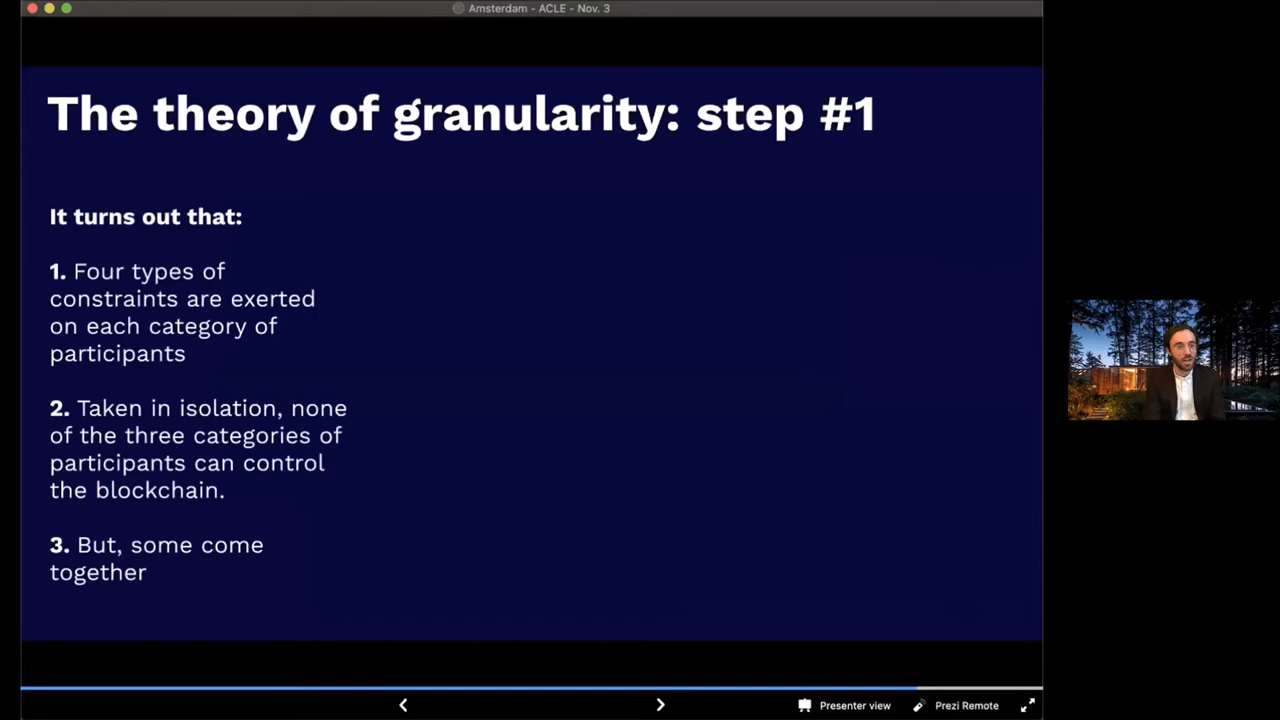 Amsterdam - ACLE - Nov. 3
The theory of granularity: step #1
It turns out that:
1. Four types of
constraints are exerted
on each category of
participants
2. Taken in isolation, none
of the three categories of
participants can control
the blockchain.
3. But, some come
together
Presenter view
Prezi Remote